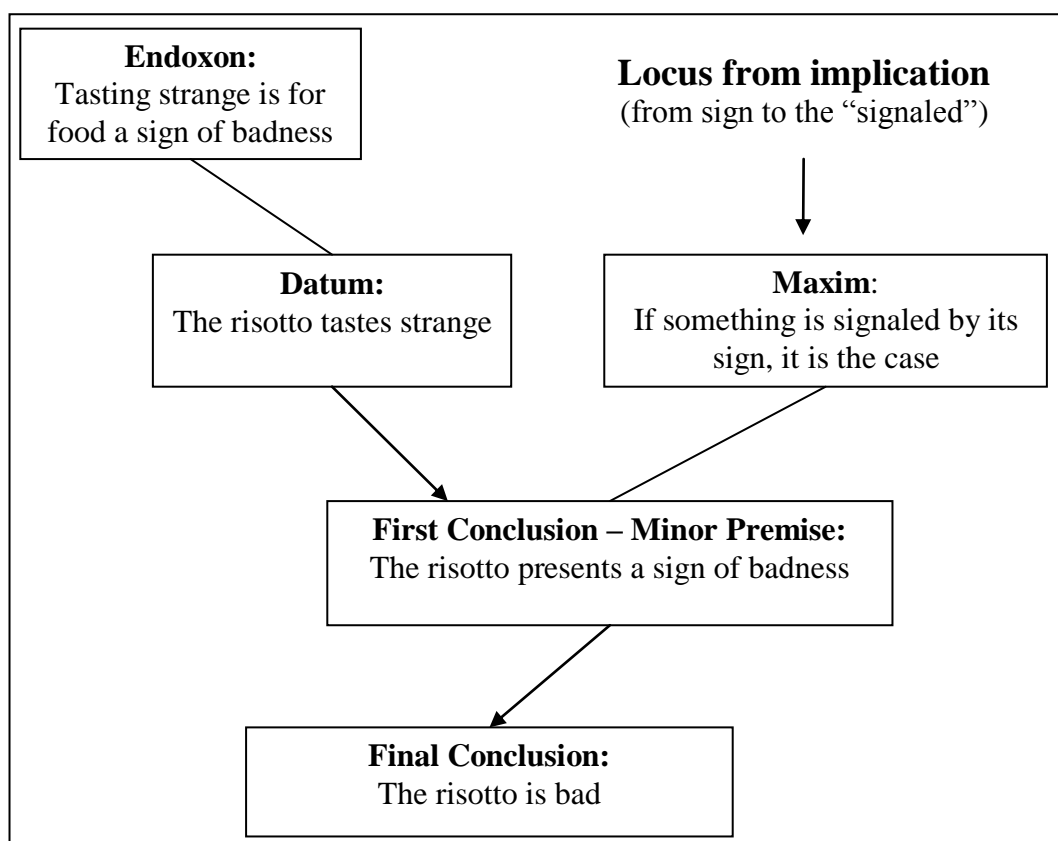 Endoxon:
Tasting strange is for
food a sign of badness
Locus from implication
(from sign to the “signaled”)
Datum:
The risotto tastes strange
Maxim:
If something is signaled by its
sign, it is the case
First Conclusion – Minor Premise:
The risotto presents a sign of badness
Final Conclusion:
The risotto is bad